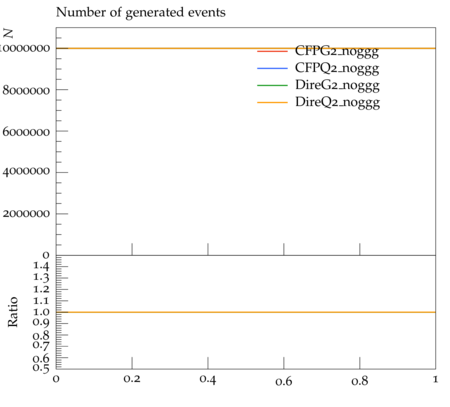 Number of generated events
N
10000000
CFPG2_noggg
CFPQ2_noggg
8000000
DireG2_noggg
DireQ2_noggg
6000000
4000000
2000000
0
Ratio
1.4
1.3
1.2
1.1
1.0
0.9
0.8
0.7
0.6
0.5
0 0.2 0.4 0.6 0.8 1